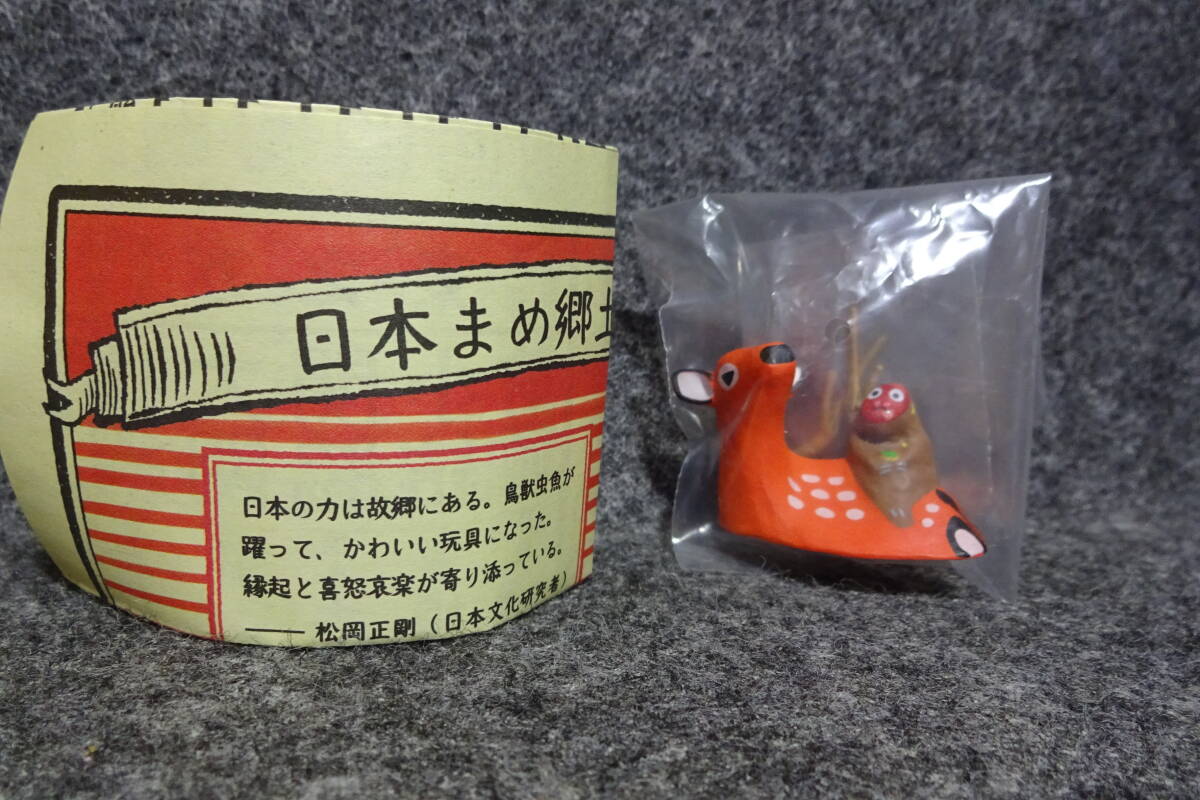 日本まめ郷土
日本の力は故郷にある。鳥獣虫魚が
躍って、かわいい玩具になった。
縁起と喜怒哀楽が寄り添っている。
―― 松岡正剛（日本文化研究者）